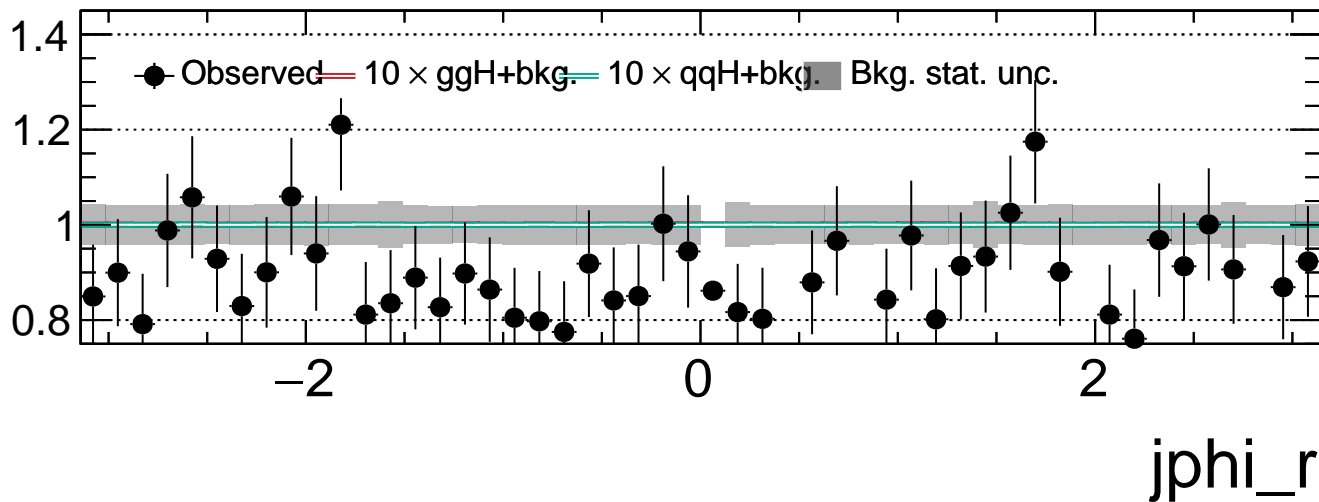 1.4
Observed 10 × ggH+bkg. 10 × qqH+bkg. Bkg. stat. unc.
1.2
1
0.8
−2 0 2
jphi_r